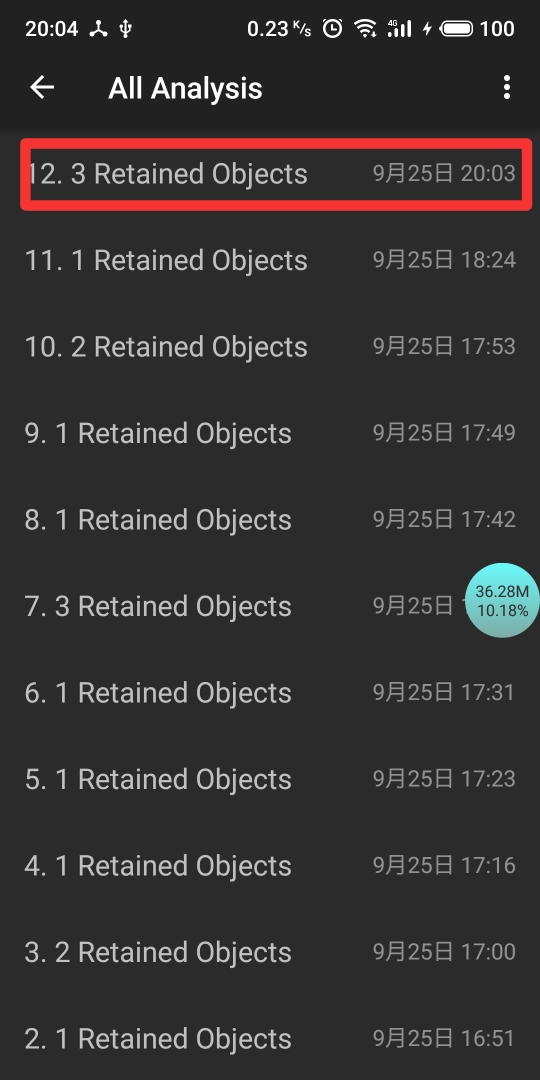 20:04 0.23 K/s 4G 100
All Analysis
12. 3 Retained Objects 9月25日 20:03
11. 1 Retained Objects 9月25日 18:24
10. 2 Retained Objects 9月25日 17:53
9. 1 Retained Objects 9月25日 17:49
8. 1 Retained Objects 9月25日 17:42
7. 3 Retained Objects 9月25日
36.28M
10.18%
6. 1 Retained Objects 9月25日 17:31
5. 1 Retained Objects 9月25日 17:23
4. 1 Retained Objects 9月25日 17:16
3. 2 Retained Objects 9月25日 17:00
2. 1 Retained Objects 9月25日 16:51